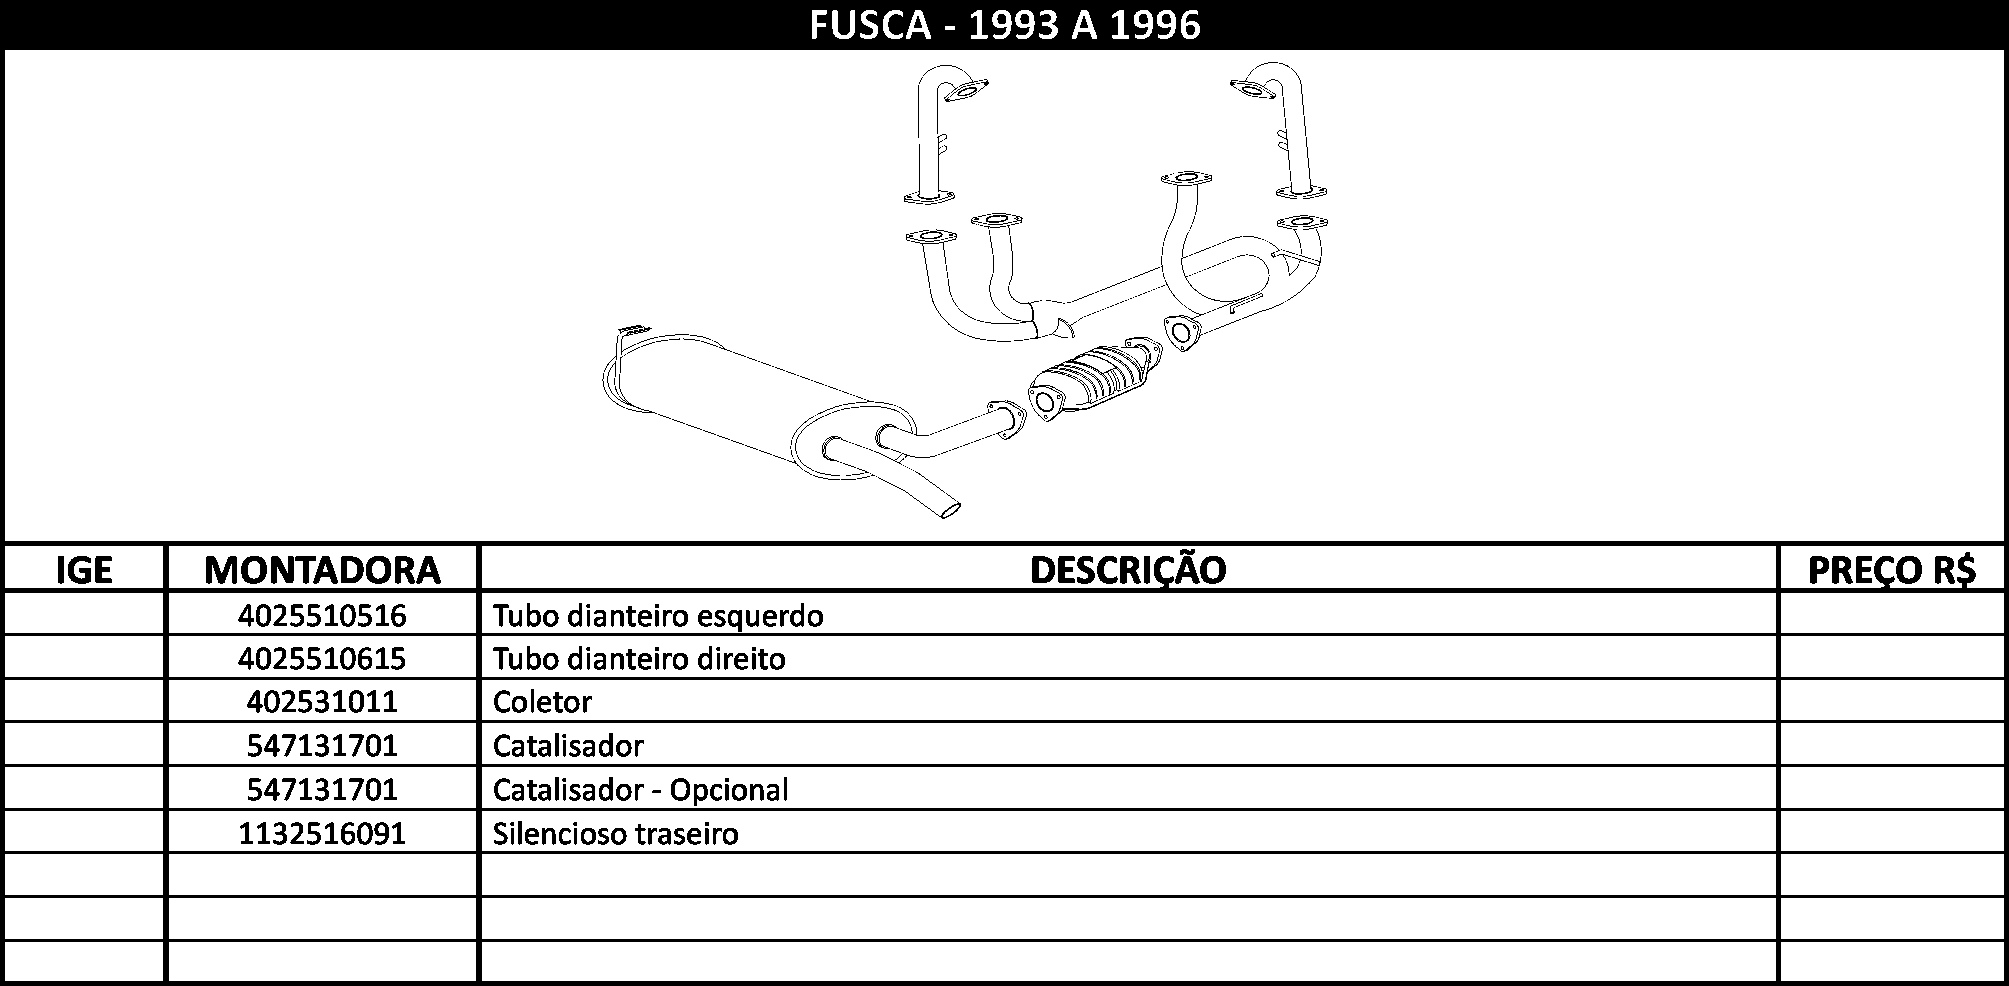 FUSCA - 1993 A 1996
IGE MONTADORA DESCRIÇÃO PREÇO R$
4025510516 Tubo dianteiro esquerdo
4025510615 Tubo dianteiro direito
402531011 Coletor
547131701 Catalisador
547131701 Catalisador - Opcional
1132516091 Silencioso traseiro